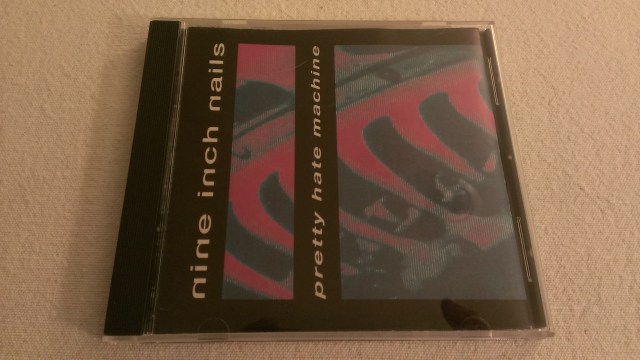 nine inch nails
pretty hate machine